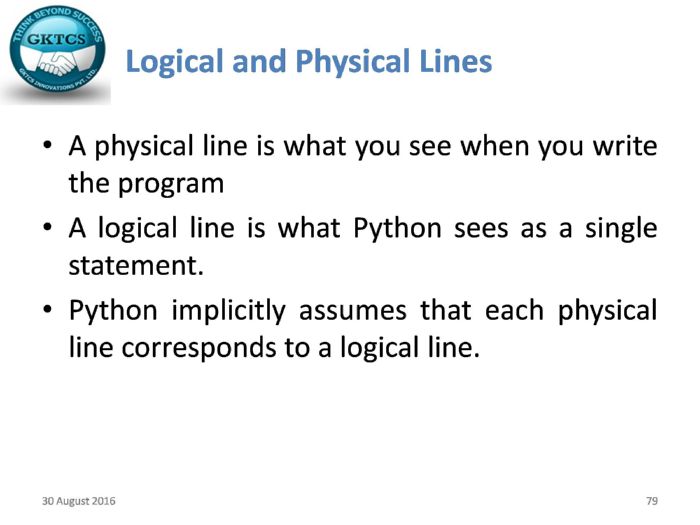 THINK BEYOND SUCCESS
GKTCS
GKTCS INNOVATIONS PVT. LTD.
Logical and Physical Lines
• A physical line is what you see when you write
the program
• A logical line is what Python sees as a single
statement.
• Python implicitly assumes that each physical
line corresponds to a logical line.
30 August 2016
79